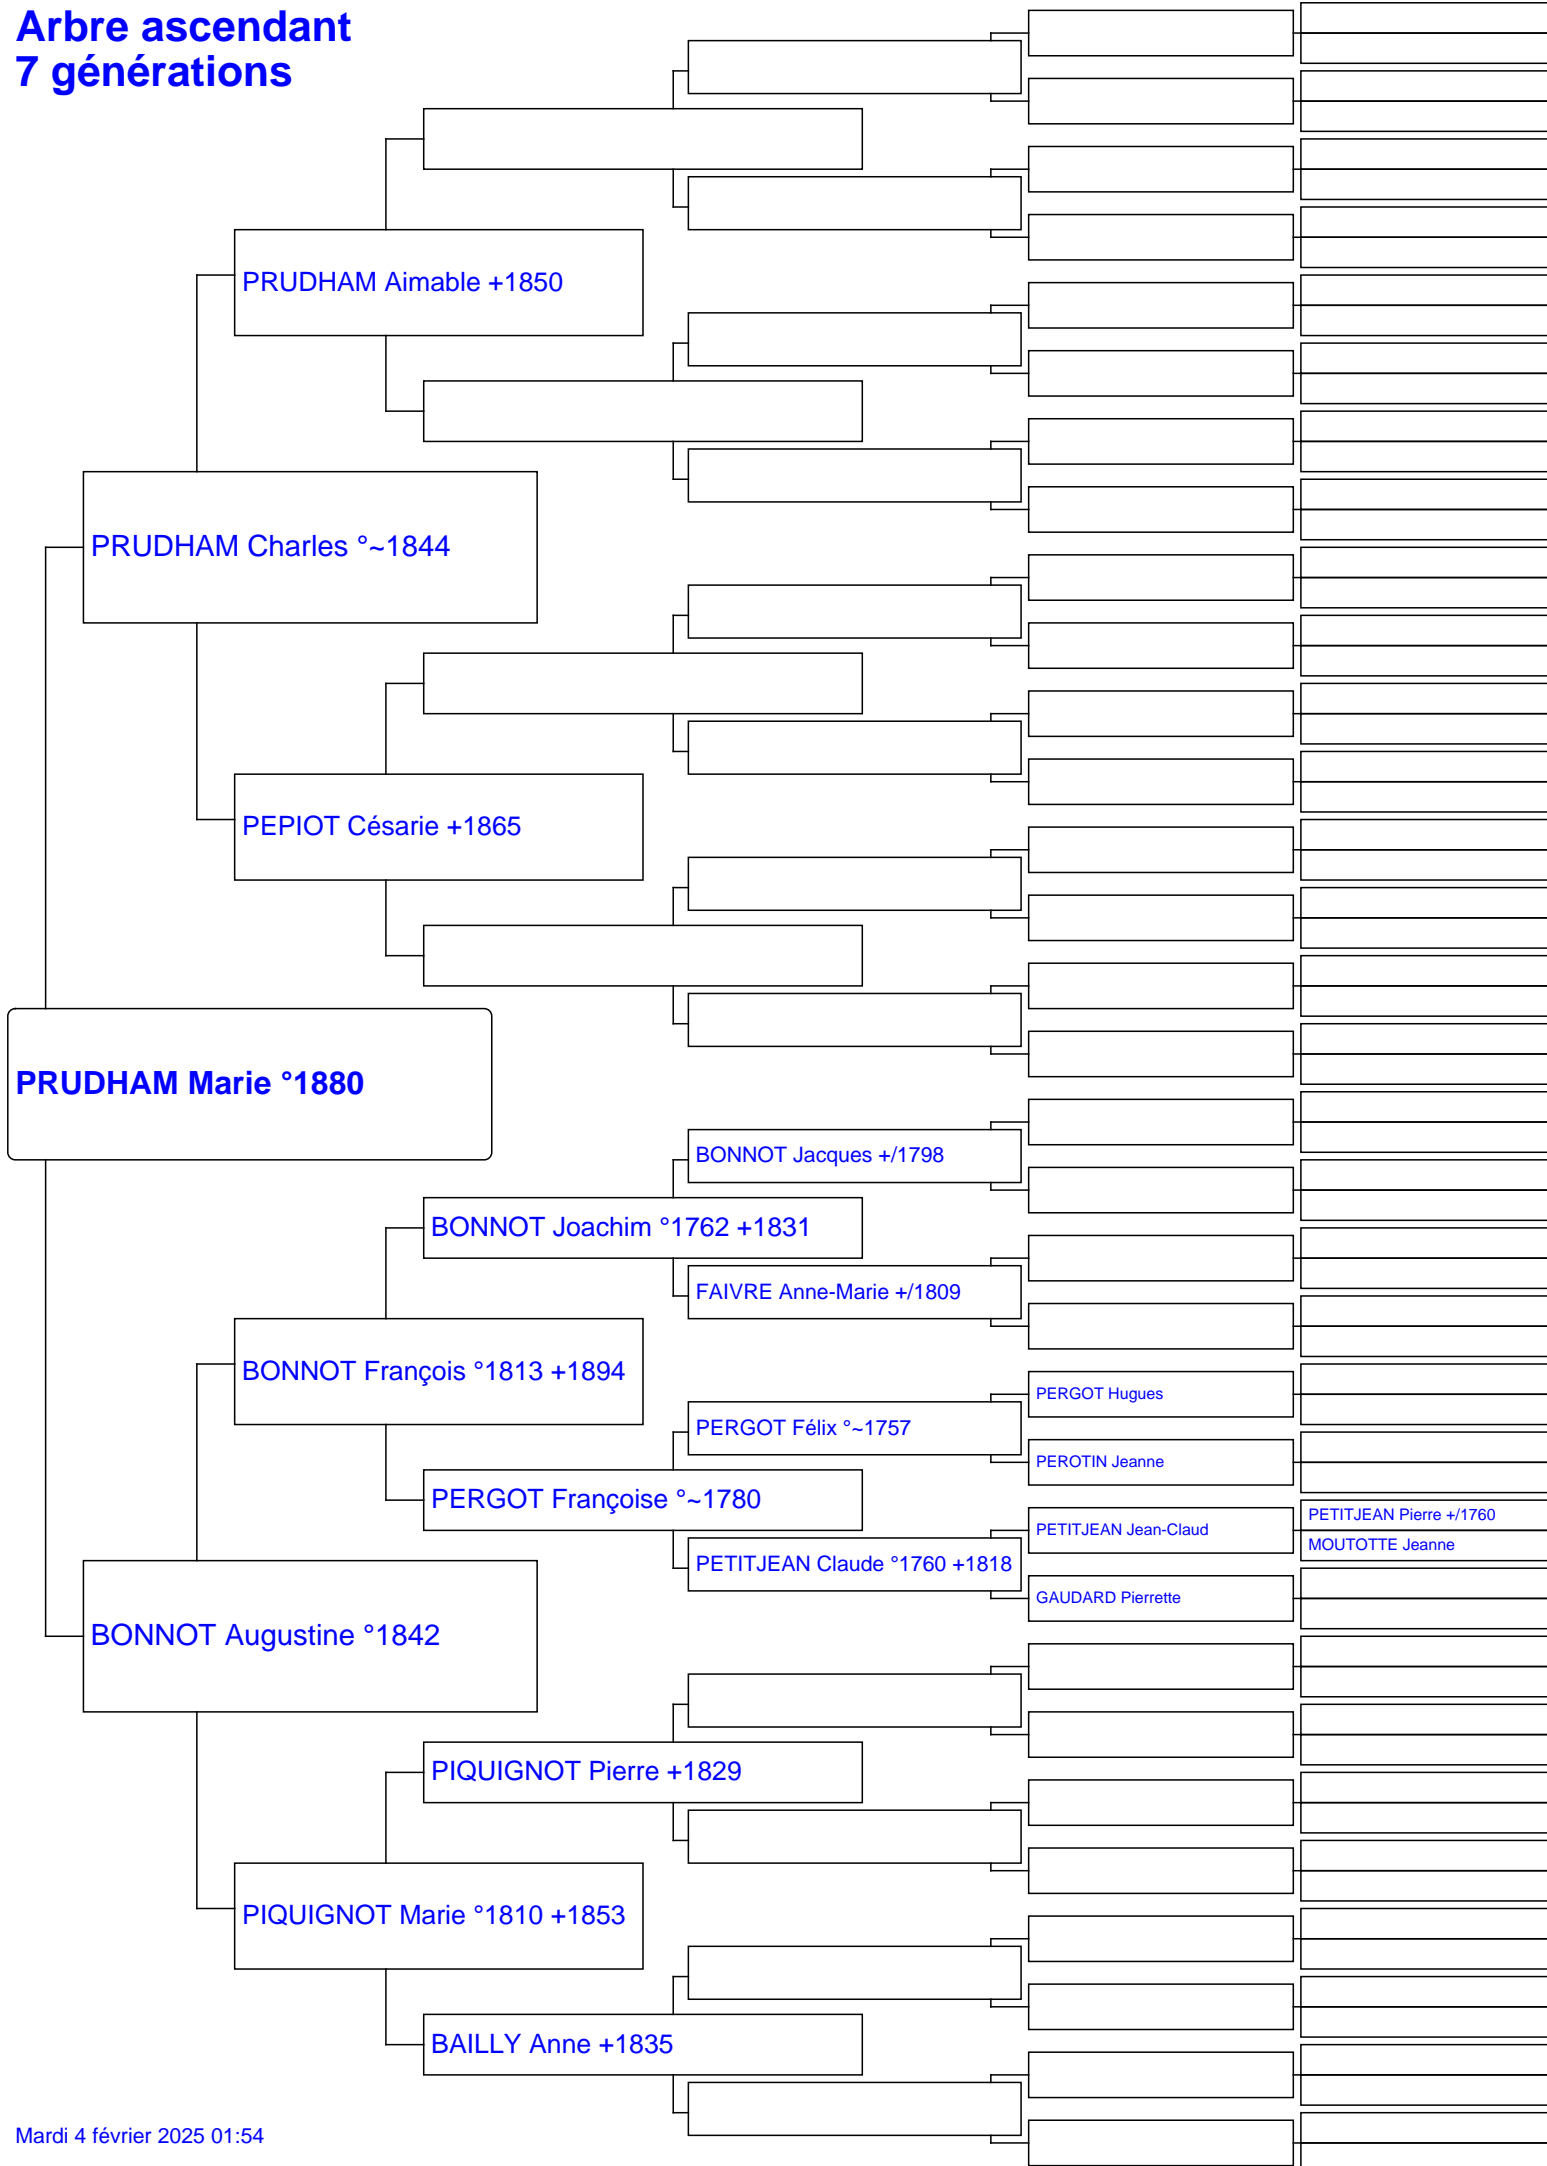 Arbre ascendant
7 générations
PRUDHAM Aimable +1850
PRUDHAM Charles °~1844
PEPIOT Césarie +1865
PRUDHAM Marie °1880
BONNOT Jacques +/1798
BONNOT Joachim °1762 +1831
FAIVRE Anne-Marie +/1809
BONNOT François °1813 +1894
PERGOT Hugues
PERGOT Félix °~1757
PEROTIN Jeanne
PERGOT Françoise °~1780
PETITJEAN Pierre +/1760
PETITJEAN Jean-Claud
MOUTOTTE Jeanne
PETITJEAN Claude °1760 +1818
GAUDARD Pierrette
BONNOT Augustine °1842
PIQUIGNOT Pierre +1829
PIQUIGNOT Marie °1810 +1853
BAILLY Anne +1835
Mardi 4 février 2025 01:54